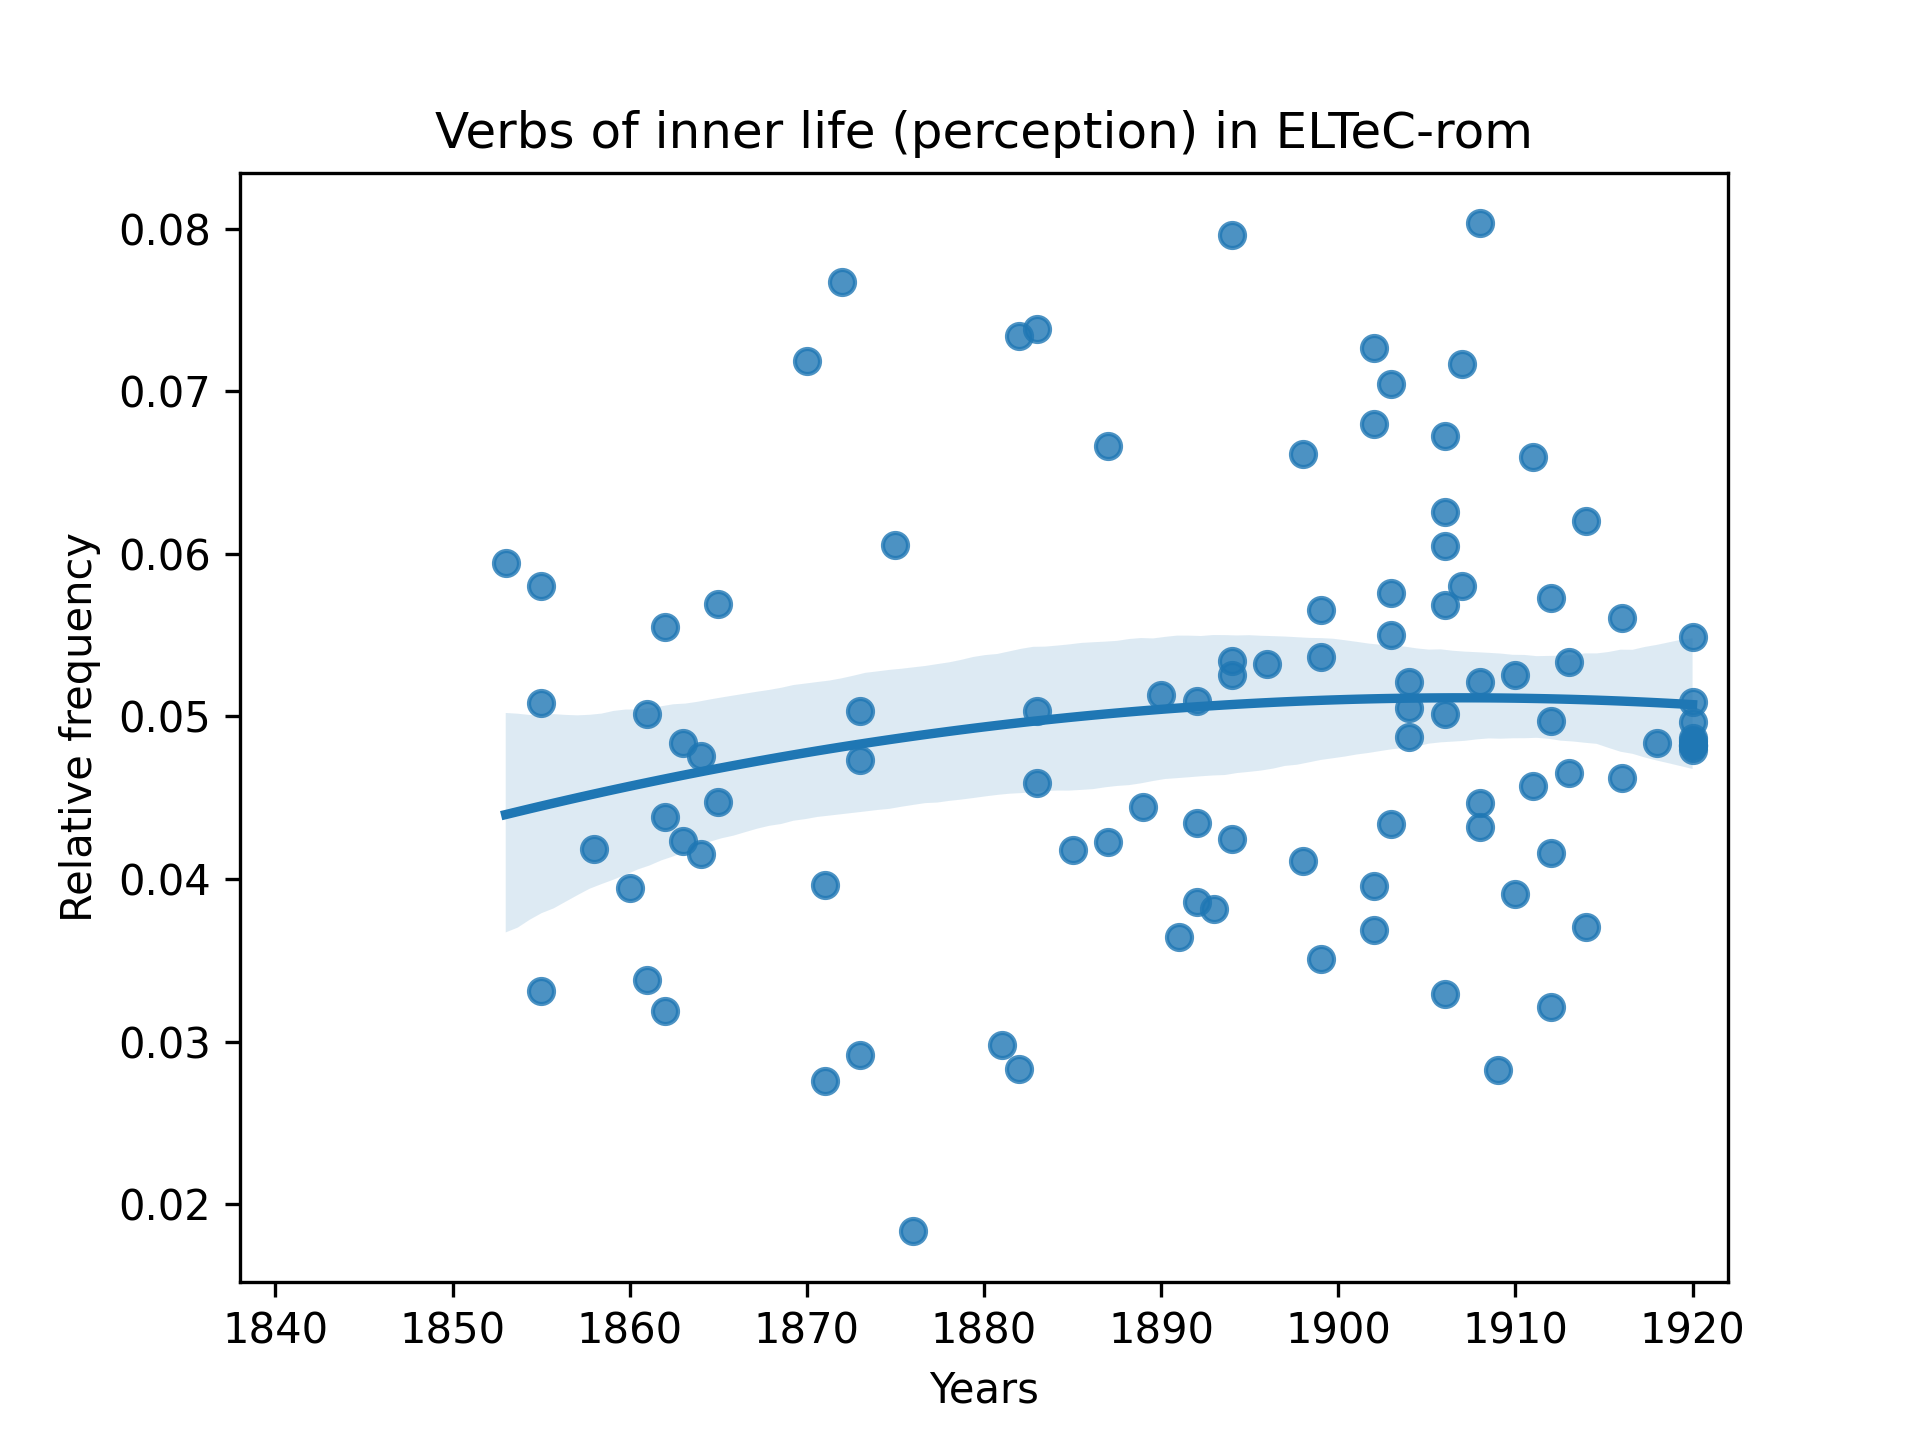 Verbs of inner life (perception) in ELTeC-rom
Relative frequency
0.08
0.07
0.06
0.05
0.04
0.03
0.02
1840 1850 1860 1870 1880 1890 1900 1910 1920
Years